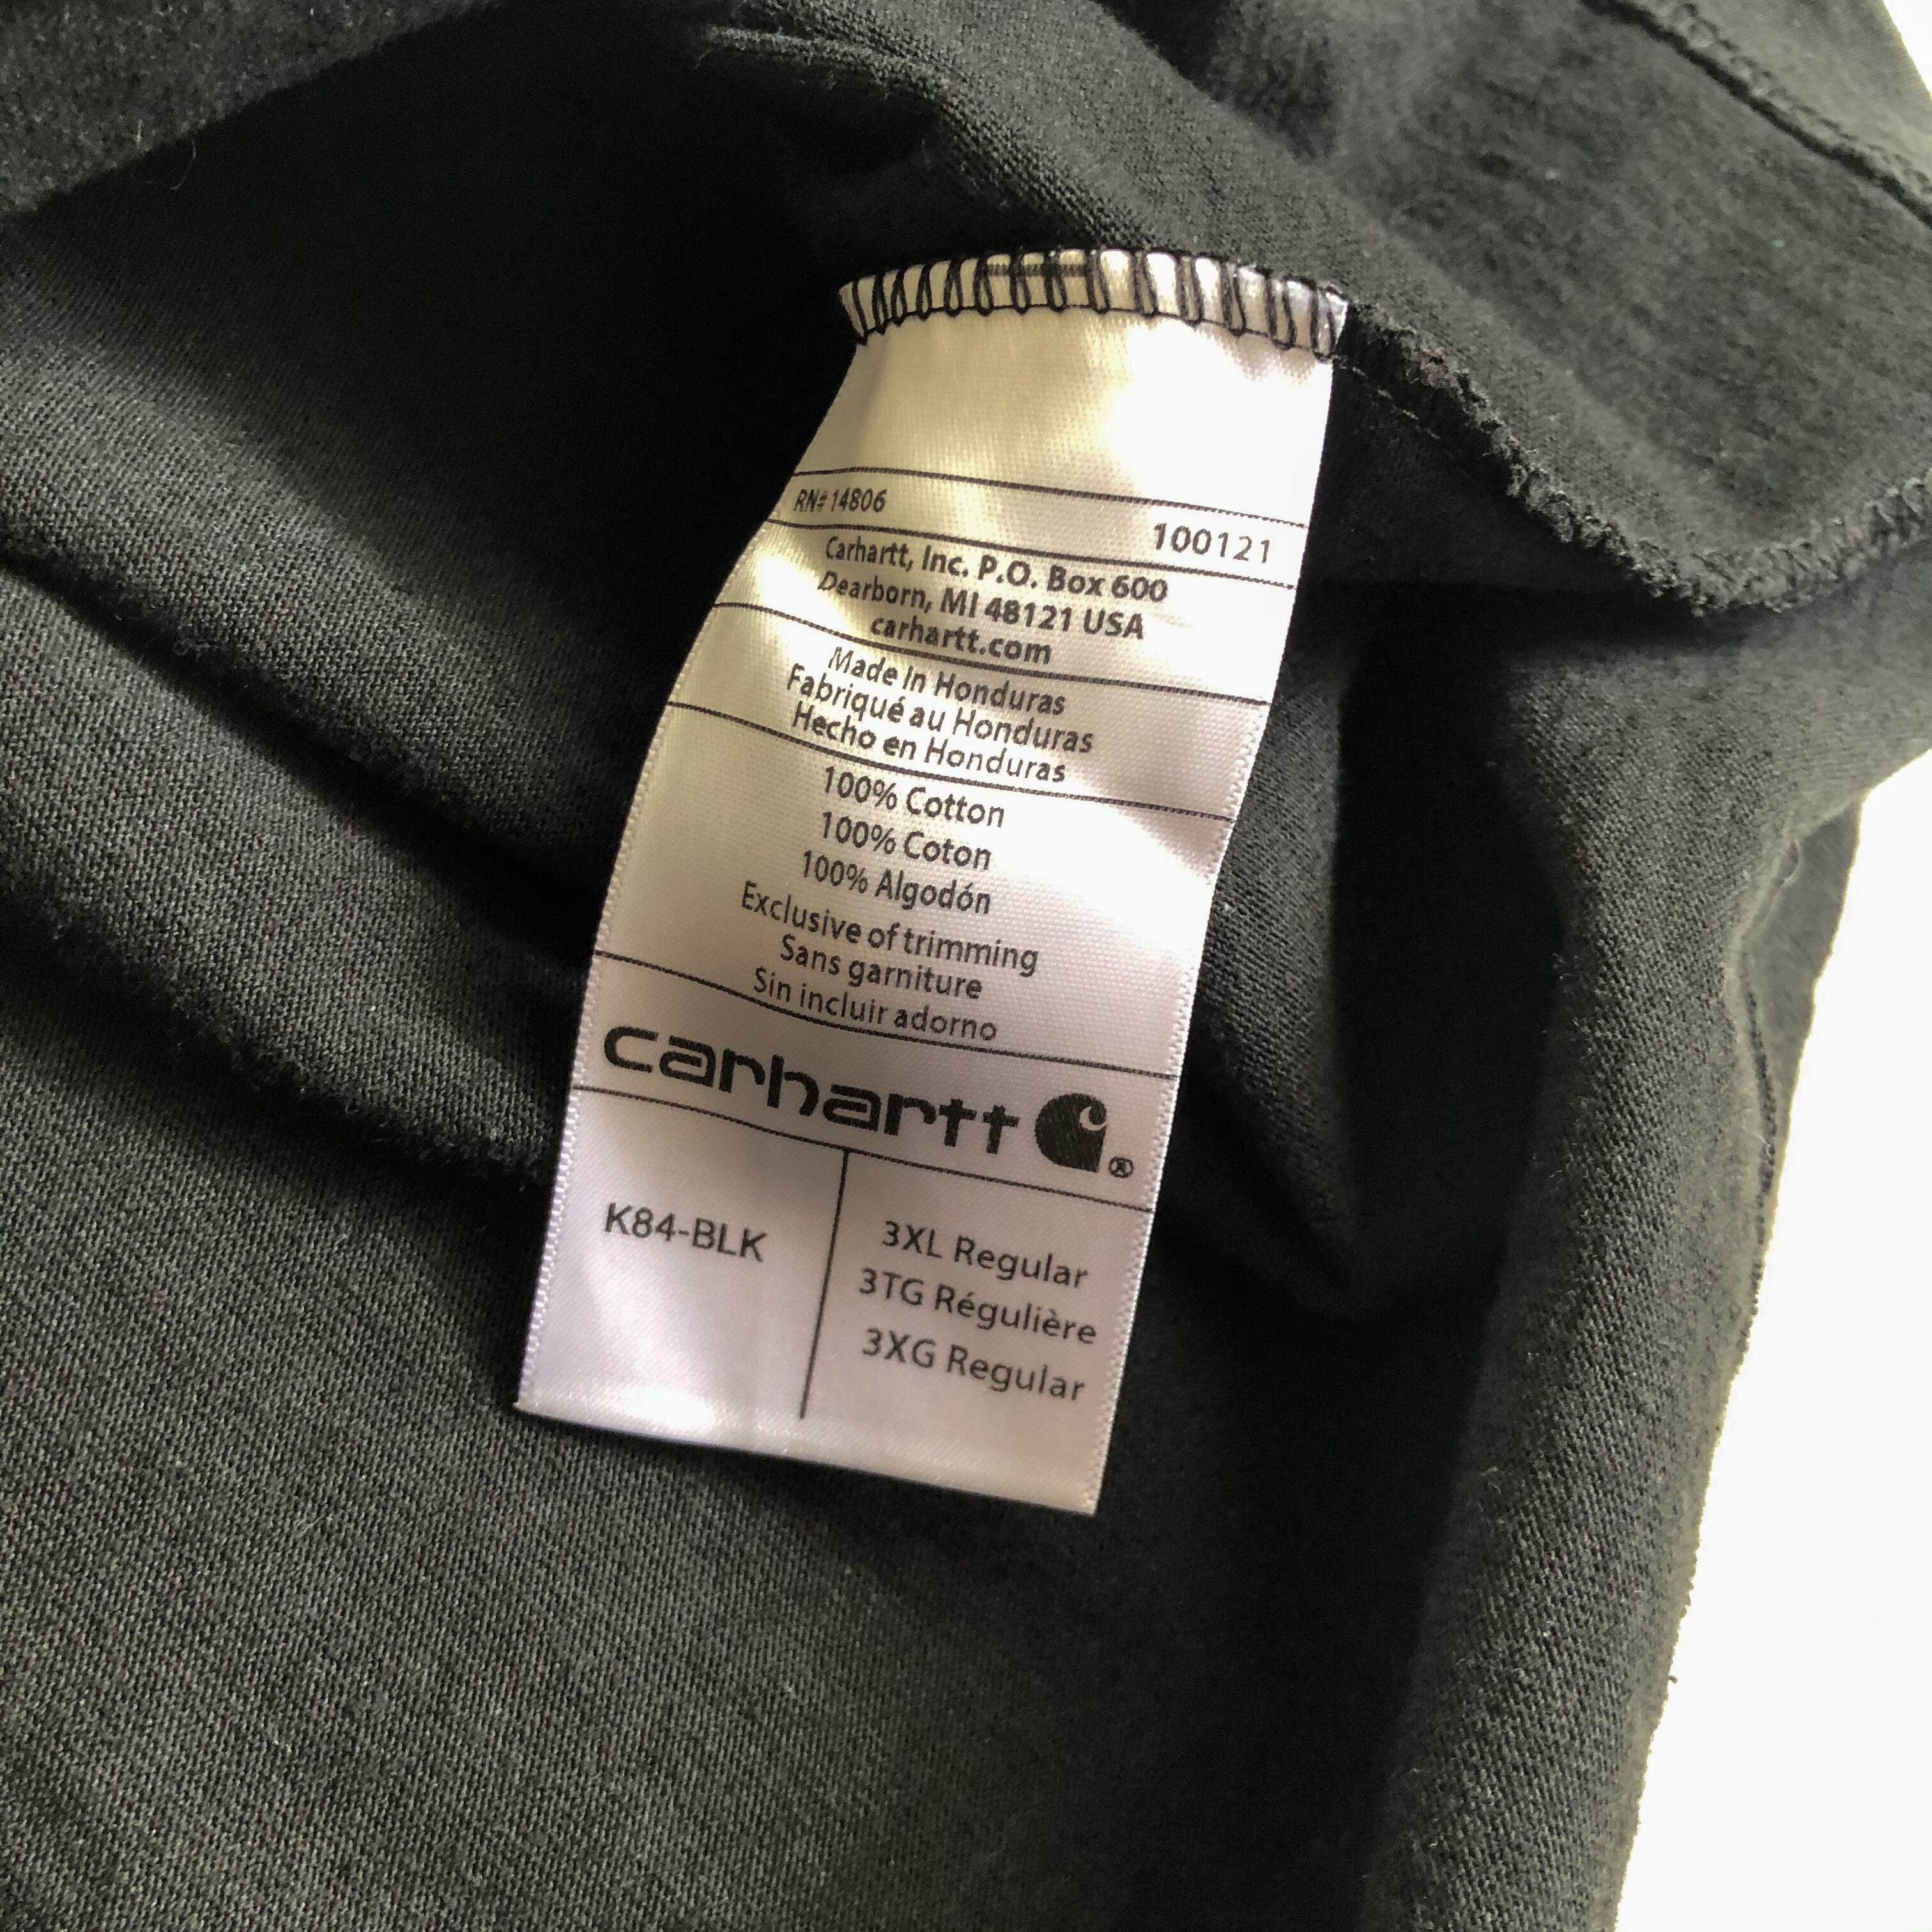 RN# 14806
100121
Carhartt, Inc. P.O. Box 600
Dearborn, MI 48121 USA
carhartt.com
Made in Honduras
Fabriqué au Honduras
Hecho en Honduras
100% Cotton
100% Coton
100% Algodón
Exclusive of trimming
Sans garniture
Sin incluir adorno
carhartt ®
K84-BLK
3XL Regular
3TG Régulière
3XG Regular